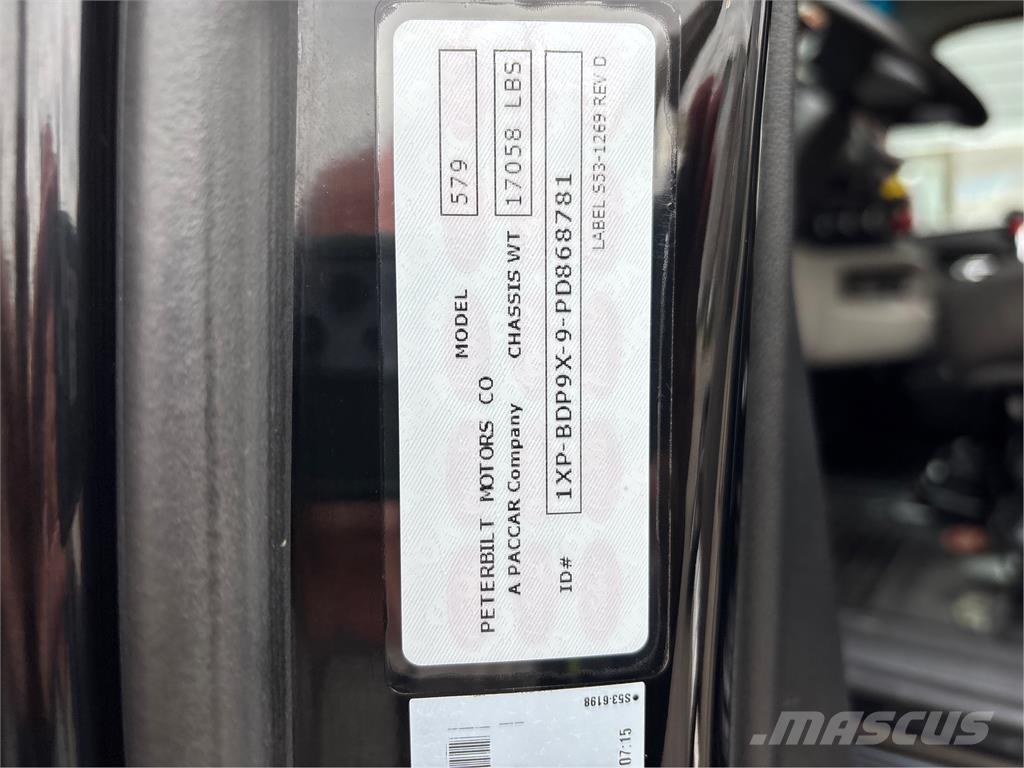 PETERBILT MOTORS CO MODEL 579
A PACCAR Company CHASSIS WT 17058 LBS
ID# 1XP-BDP9X-9-PD868781
LABEL S53-1269 REV D
•S53-6198
07:15
MASCUS